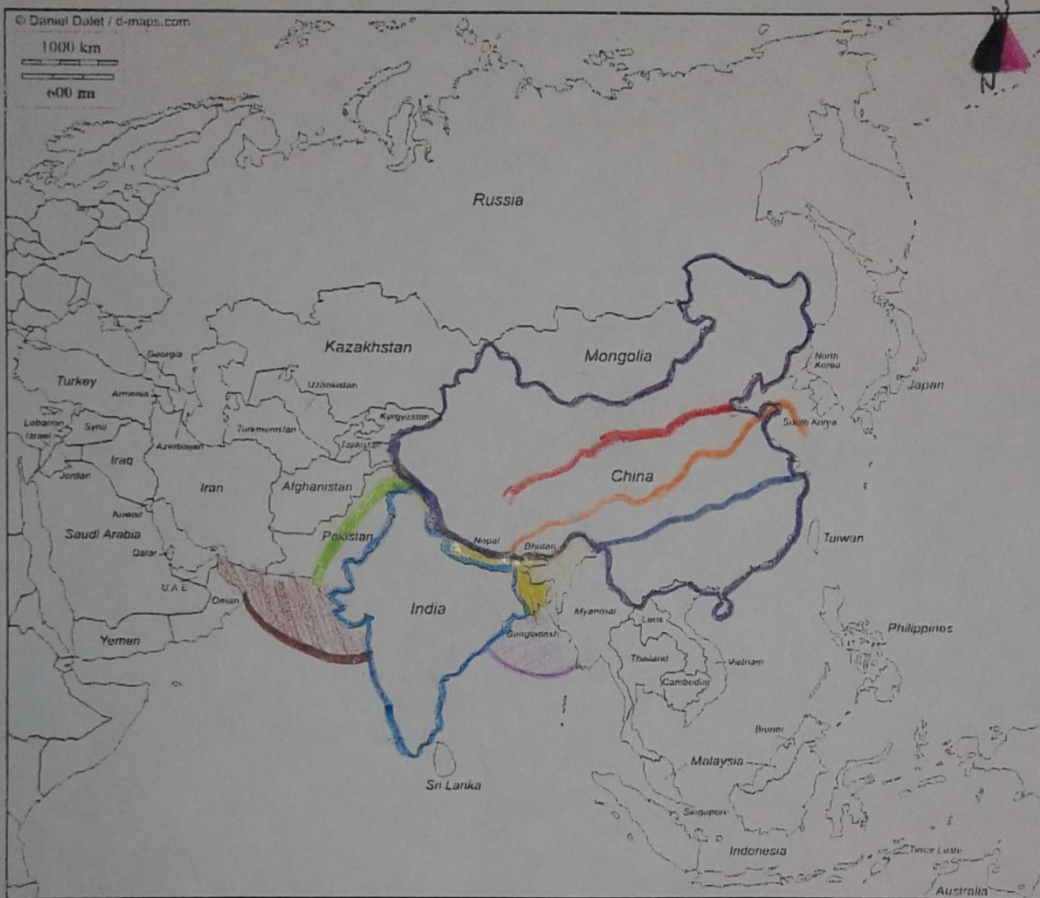 © Daniel Dalet / d-maps.com
N
1000 km
600 mi
N
Russia
Kazakhstan
Mongolia
Georgia
North
Korea
Turkey
Uzbekistan
Japan
Armenia
Kyrgyzstan
Lebanon
Syria
Turkmenistan
South Korea
Israel
Azerbaijan
Tajikistan
Iraq
China
Jordan
Iran
Afghanistan
Kuwait
Saudi Arabia
Pakistan
Nepal
Bhutan
Taiwan
Qatar
U.A.E
Oman
India
Myanmar
Laos
Philippines
Yemen
Bangladesh
Thailand
Vietnam
Cambodia
Brunei
Malaysia
Sri Lanka
Singapore
Indonesia
Timor Leste
Australia